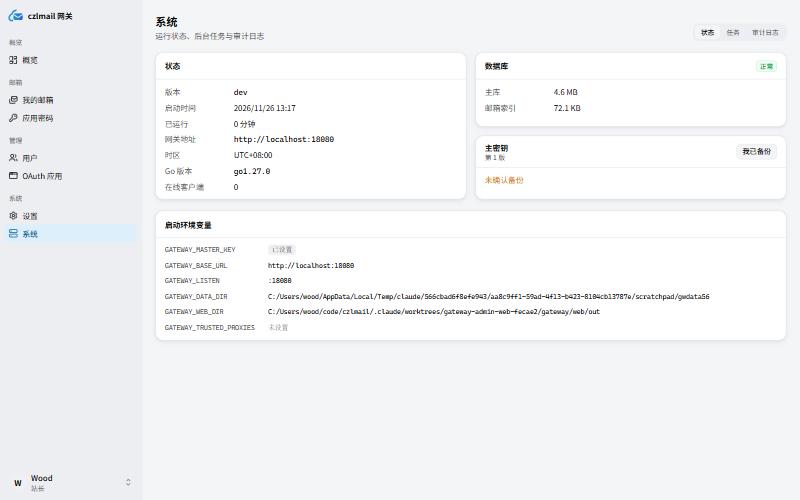 czlmail 网关
概览
概览
邮箱
我的邮箱
应用密码
管理
用户
OAuth 应用
系统
设置
系统
W
Wood
站长
系统
运行状态、后台任务与审计日志
状态 任务 审计日志
状态
版本 dev
启动时间 2026/11/26 13:17
已运行 0 分钟
网关地址 http://localhost:18080
时区 UTC+08:00
Go 版本 go1.27.0
在线客户端 0
数据库 正常
主库 4.6 MB
邮箱索引 72.1 KB
主密钥
第 1 版
我已备份
未确认备份
启动环境变量
GATEWAY_MASTER_KEY 已设置
GATEWAY_BASE_URL http://localhost:18080
GATEWAY_LISTEN :18080
GATEWAY_DATA_DIR C:/Users/wood/AppData/Local/Temp/claude/566cbad6f8efe943/aa8c9ff1-59ad-4f13-b423-8104cb13787e/scratchpad/gwdata56
GATEWAY_WEB_DIR C:/Users/wood/code/czlmail/.claude/worktrees/gateway-admin-web-fecae2/gateway/web/out
GATEWAY_TRUSTED_PROXIES 未设置